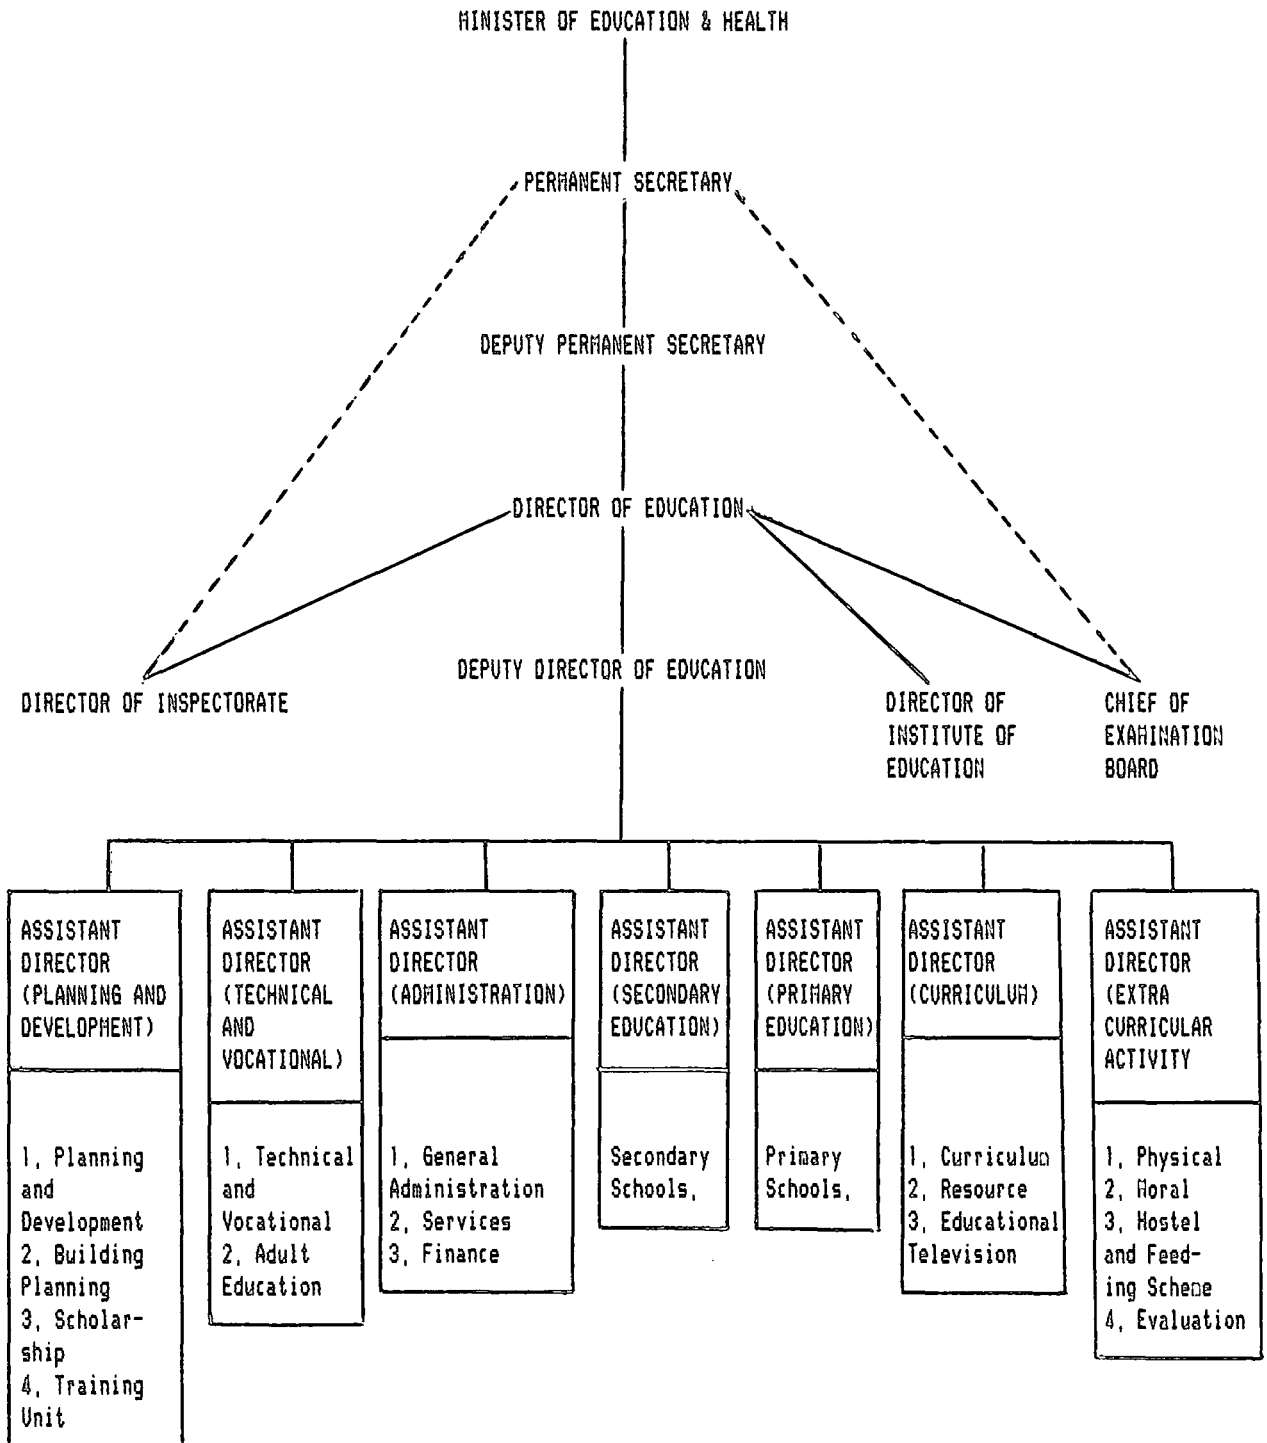 MINISTER OF EDUCATION & HEALTH
PERMANENT SECRETARY
DEPUTY PERMANENT SECRETARY
DIRECTOR OF EDUCATION
DEPUTY DIRECTOR OF EDUCATION
DIRECTOR OF INSPECTORATE
DIRECTOR OF
INSTITUTE OF
EDUCATION
CHIEF OF
EXAMINATION
BOARD
ASSISTANT
DIRECTOR
(PLANNING AND
DEVELOPMENT)
1, Planning
and
Development
2, Building
Planning
3, Scholar-
ship
4, Training
Unit
ASSISTANT
DIRECTOR
(TECHNICAL
AND
VOCATIONAL)
1, Technical
and
Vocational
2, Adult
Education
ASSISTANT
DIRECTOR
(ADMINISTRATION)
1, General
Administration
2, Services
3, Finance
ASSISTANT
DIRECTOR
(SECONDARY
EDUCATION)
Secondary
Schools,
ASSISTANT
DIRECTOR
(PRIMARY
EDUCATION)
Primary
Schools,
ASSISTANT
DIRECTOR
(CURRICULUM)
1, Curriculum
2, Resource
3, Educational
Television
ASSISTANT
DIRECTOR
(EXTRA
CURRICULAR
ACTIVITY
1, Physical
2, Moral
3, Hostel
and Feed-
ing Scheme
4, Evaluation